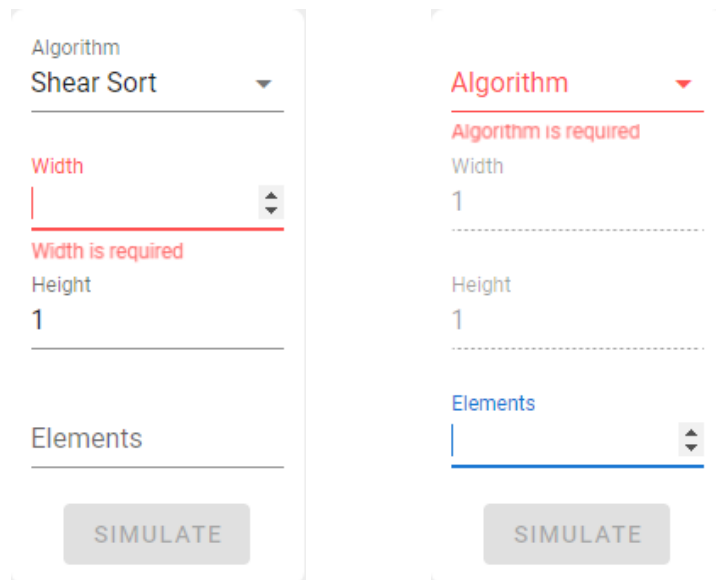 Algorithm
Shear Sort
Width
Width is required
Height
1
Elements
SIMULATE
Algorithm
Algorithm is required
Width
1
Height
1
Elements
SIMULATE